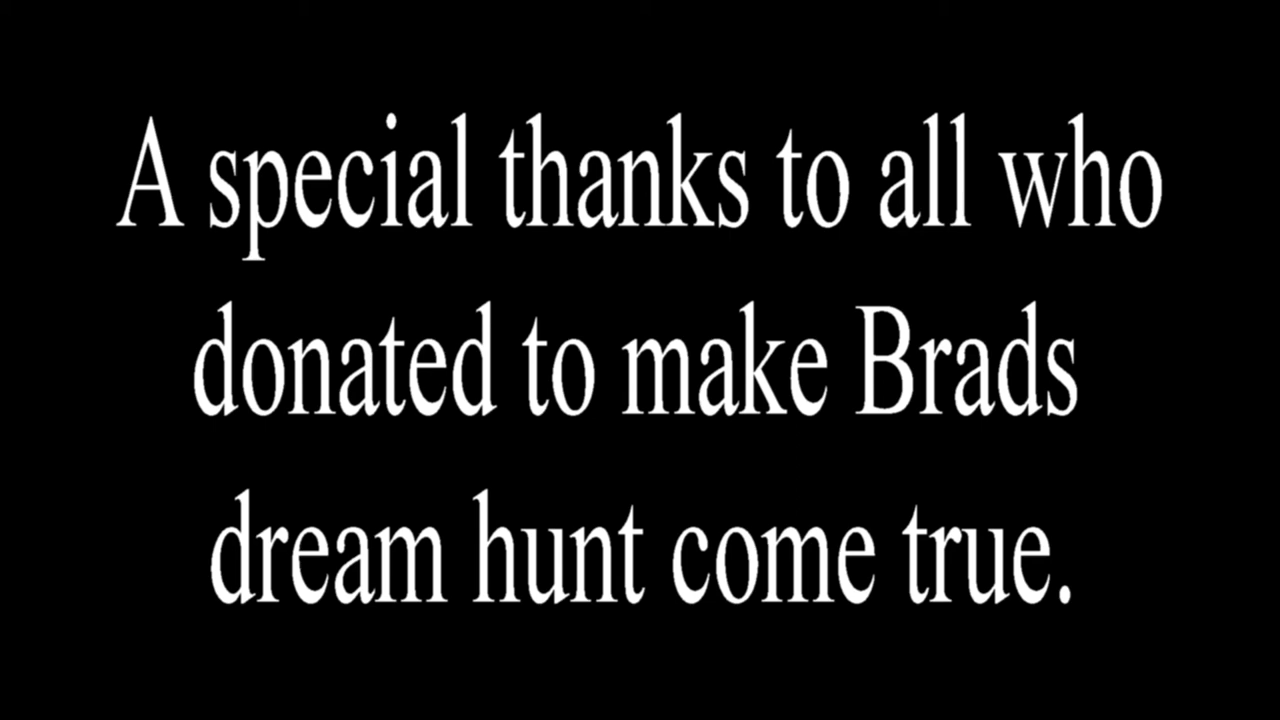 A special thanks to all who
donated to make Brads
dream hunt come true.